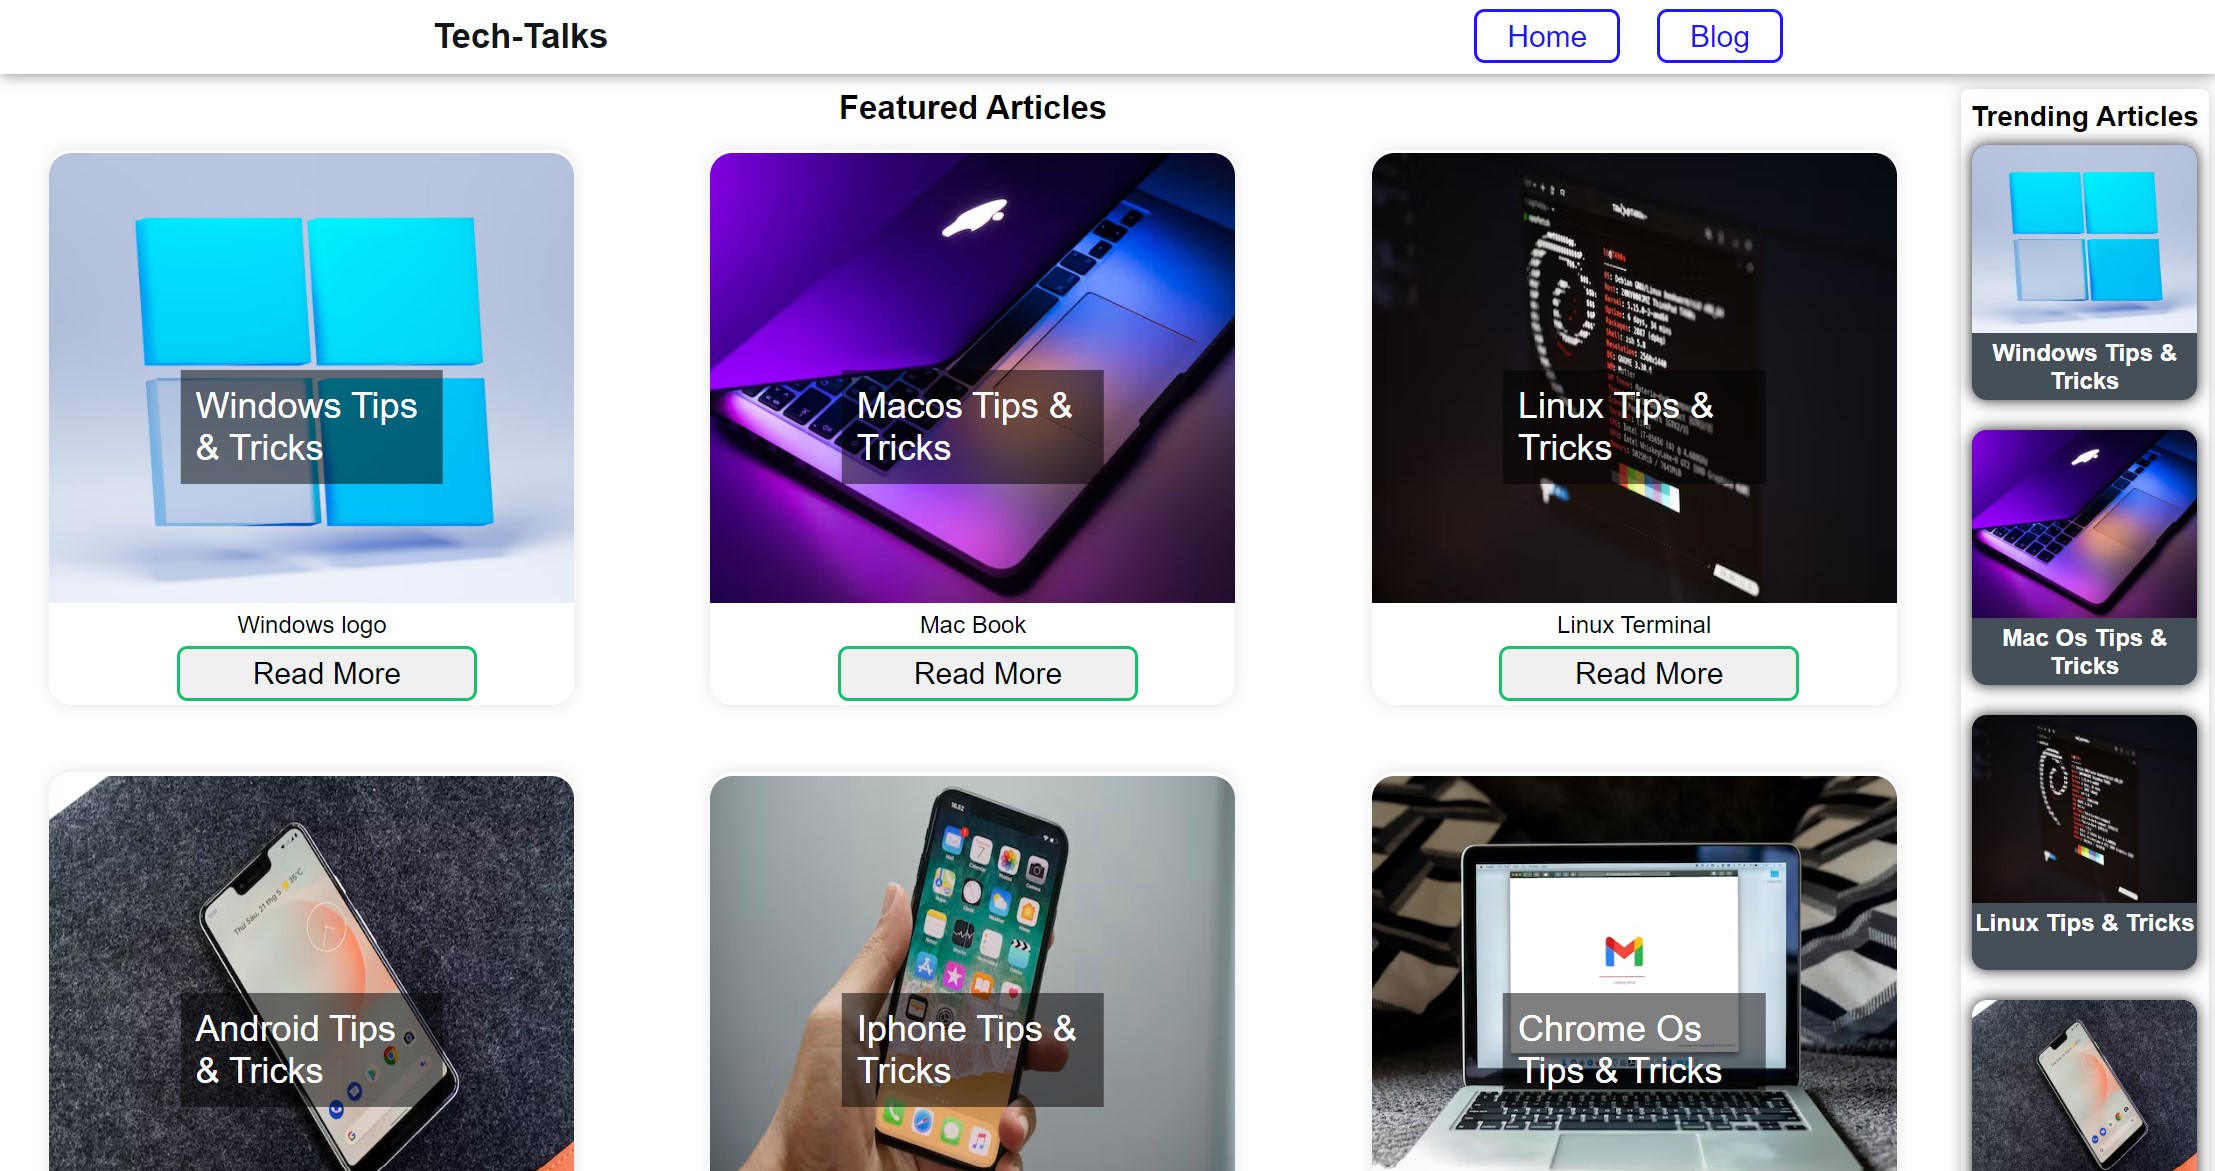 Tech-Talks
Home
Blog
Featured Articles
Windows Tips
& Tricks
Windows logo
Read More
Macos Tips &
Tricks
Mac Book
Read More
Linux Tips &
Tricks
Linux Terminal
Read More
Android Tips
& Tricks
Iphone Tips &
Tricks
Chrome Os
Tips & Tricks
Trending Articles
Windows Tips &
Tricks
Mac Os Tips &
Tricks
Linux Tips & Tricks